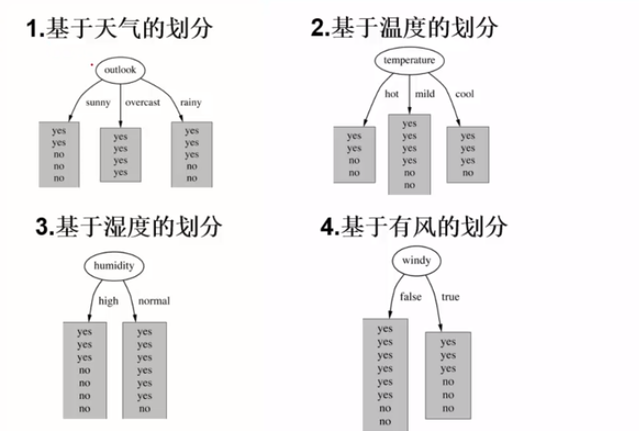 1.基于天气的划分
outlook
sunny overcast rainy
yes
yes
no
no
no
yes
yes
yes
yes
yes
yes
yes
no
no
2.基于温度的划分
temperature
hot mild cool
yes
yes
no
no
yes
yes
yes
yes
no
no
yes
yes
yes
no
3.基于湿度的划分
humidity
high normal
yes
yes
yes
no
no
no
no
yes
yes
yes
yes
yes
yes
no
4.基于有风的划分
windy
false true
yes
yes
yes
yes
yes
yes
no
no
yes
yes
yes
no
no
no